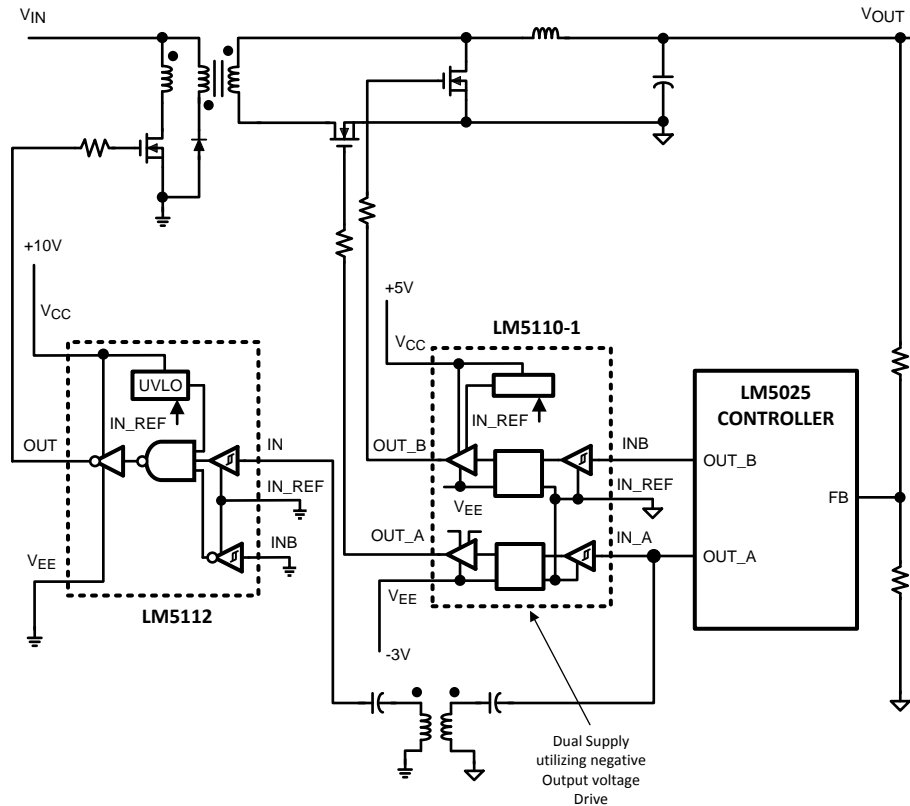 VIN
VOUT
+10V
VCC
+5V
VCC
LM5110-1
UVLO
IN_REF
IN_REF
LM5025
CONTROLLER
OUT
IN
OUT_B
INB
OUT_B
IN_REF
VEE
IN_REF
FB
INB
OUT_A
IN_A
OUT_A
VEE
VEE
LM5112
-3V
Dual Supply
utilizing negative
Output voltage
Drive